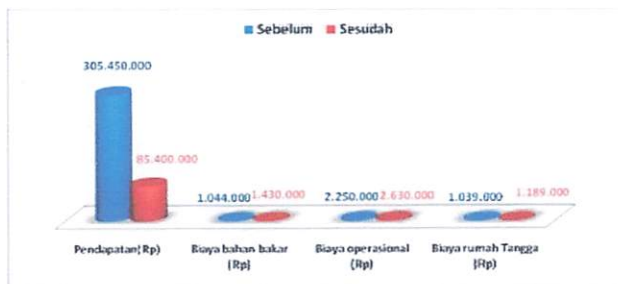 Sebelum Sesudah
305.450.000
85.400.000
1.044.000 1.430.000 2.250.000 2.630.000 1.039.000 1.189.000
Pendapatan(Rp) Biaya bahan bakar Biaya operasional Biaya rumah Tangga
(Rp) (Rp) (Rp)